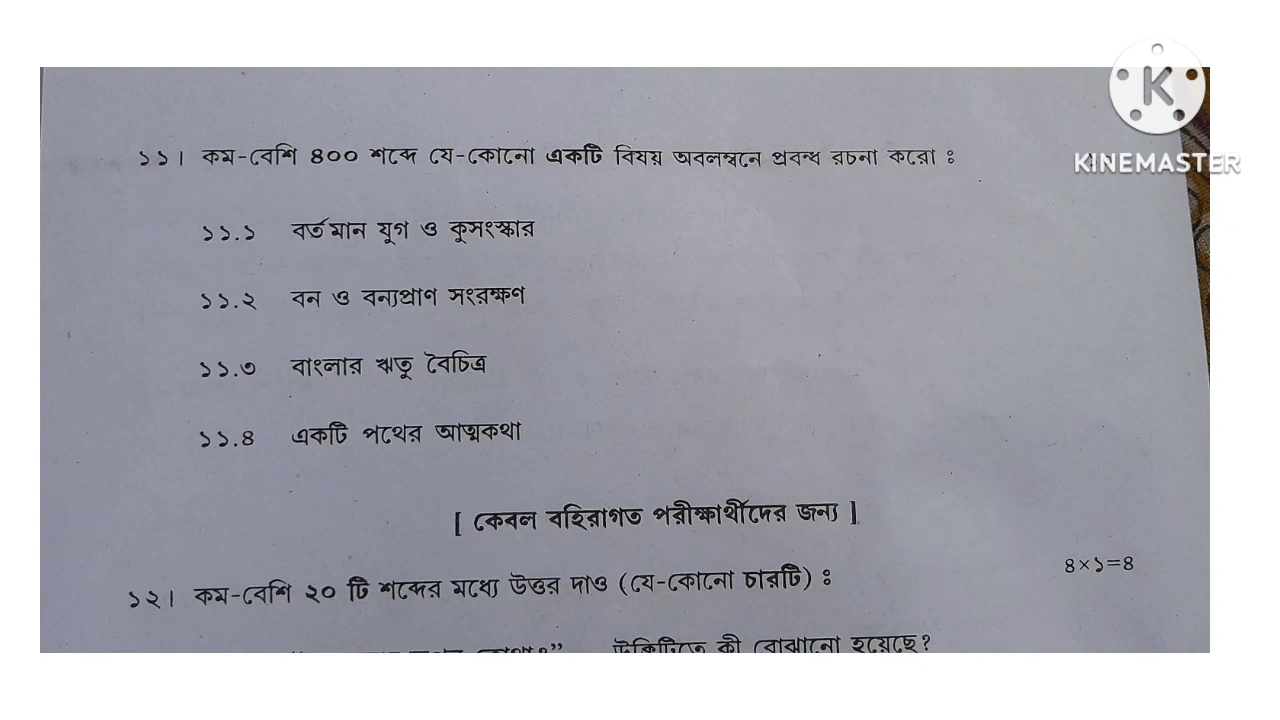 ১১। কম-বেশি ৪০০ শব্দে যে-কোনো একটি বিষয় অবলম্বনে প্রবন্ধ রচনা করো ঃ
KINEMASTER
১১.১ বর্তমান যুগ ও কুসংস্কার
১১.২ বন ও বন্যপ্রাণ সংরক্ষণ
১১.৩ বাংলার ঋতু বৈচিত্র
১১.৪ একটি পথের আত্মকথা
[ কেবল বহিরাগত পরীক্ষার্থীদের জন্য ]
৪×১=৪
১২। কম-বেশি ২০ টি শব্দের মধ্যে উত্তর দাও (যে-কোনো চারটি) ঃ
উক্তিটিতে কী বোঝানো হয়েছে?